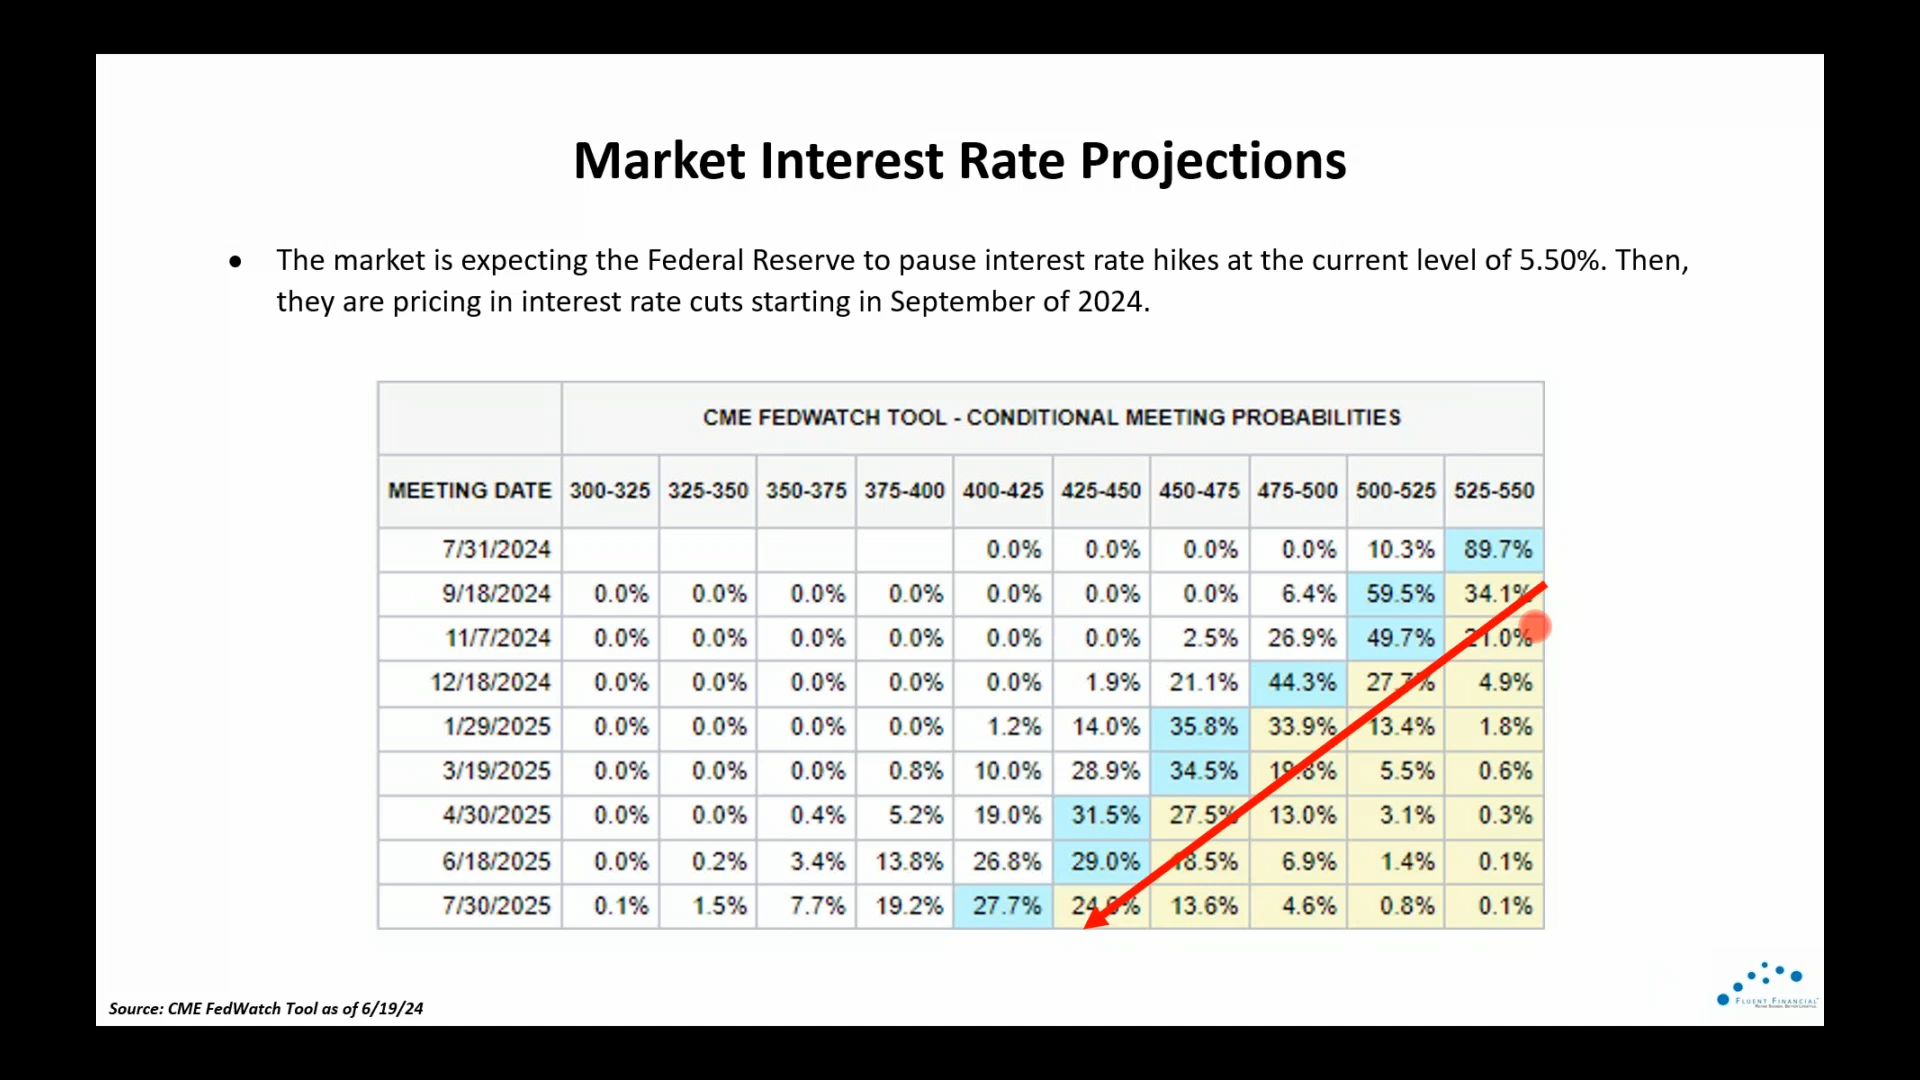 Market Interest Rate Projections
● The market is expecting the Federal Reserve to pause interest rate hikes at the current level of 5.50%. Then,
they are pricing in interest rate cuts starting in September of 2024.
CME FEDWATCH TOOL - CONDITIONAL MEETING PROBABILITIES
MEETING DATE 300-325 325-350 350-375 375-400 400-425 425-450 450-475 475-500 500-525 525-550
7/31/2024 0.0% 0.0% 0.0% 0.0% 10.3% 89.7%
9/18/2024 0.0% 0.0% 0.0% 0.0% 0.0% 0.0% 0.0% 6.4% 59.5% 34.1%
11/7/2024 0.0% 0.0% 0.0% 0.0% 0.0% 0.0% 2.5% 26.9% 49.7% 21.0%
12/18/2024 0.0% 0.0% 0.0% 0.0% 0.0% 1.9% 21.1% 44.3% 4.9%
1/29/2025 0.0% 0.0% 0.0% 0.0% 1.2% 14.0% 35.8% 33.9% 13.4% 1.8%
3/19/2025 0.0% 0.0% 0.0% 0.8% 10.0% 28.9% 34.5% 19.8% 5.5% 0.6%
4/30/2025 0.0% 0.0% 0.4% 5.2% 19.0% 31.5% 27.5% 13.0% 3.1% 0.3%
6/18/2025 0.0% 0.2% 3.4% 13.8% 26.8% 29.0% 18.5% 6.9% 1.4% 0.1%
7/30/2025 0.1% 1.5% 7.7% 19.2% 27.7% 13.6% 4.6% 0.8% 0.1%
Source: CME FedWatch Tool as of 6/19/24
FLUENT FINANCIAL